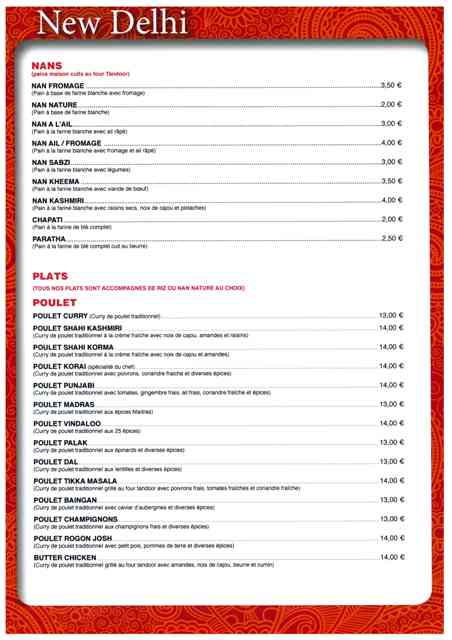 New Delhi
NANS
(pains maison cuits au four Tandoor)
NAN FROMAGE 3,50 €
(Pain à base de farine blanche avec fromage)
NAN NATURE 2,00 €
(Pain à base de farine blanche)
NAN A L'AIL 3,00 €
(Pain à la farine blanche avec ail râpé)
NAN AIL / FROMAGE 4,00 €
(Pain à la farine blanche avec fromage et ail râpé)
NAN SABZI 3,00 €
(Pain à la farine blanche avec légumes)
NAN KHEEMA 3,50 €
(Pain à la farine blanche avec viande de bœuf)
NAN KASHMIRI 4,00 €
(Pain à la farine blanche avec raisins secs, noix de cajou et pistaches)
CHAPATI 2,00 €
(Pain à la farine de blé complet)
PARATHA 2,50 €
(Pain à la farine de blé complet cuit au beurre)
PLATS
(TOUS NOS PLATS SONT ACCOMPAGNES DE RIZ OU NAN NATURE AU CHOIX)
POULET
POULET CURRY (Curry de poulet traditionnel) 13,00 €
POULET SHAHI KASHMIRI 14,00 €
(Curry de poulet traditionnel à la crème fraîche avec noix de cajou, amandes et raisins)
POULET SHAHI KORMA 14,00 €
(Curry de poulet traditionnel à la crème fraîche avec noix de cajou et amandes)
POULET KORAI (spécialité du chef) 14,00 €
(Curry de poulet traditionnel avec poivrons, coriandre fraîche et diverses épices)
POULET PUNJABI 14,00 €
(Curry de poulet traditionnel avec tomates, gingembre frais, ail frais, coriandre fraîche et épices)
POULET MADRAS 13,00 €
(Curry de poulet traditionnel aux épices Madras)
POULET VINDALOO 14,00 €
(Curry de poulet traditionnel aux 25 épices)
POULET PALAK 13,00 €
(Curry de poulet traditionnel aux épinards et diverses épices)
POULET DAL 13,00 €
(Curry de poulet traditionnel aux lentilles et diverses épices)
POULET TIKKA MASALA 14,00 €
(Curry de poulet traditionnel grillé au four tandoor avec poivrons frais, tomates fraîches et coriandre fraîche)
POULET BAINGAN 13,00 €
(Curry de poulet traditionnel avec caviar d'aubergines et diverses épices)
POULET CHAMPIGNONS 13,00 €
(Curry de poulet traditionnel aux champignons frais et diverses épices)
POULET ROGON JOSH 14,00 €
(Curry de poulet traditionnel avec petit pois, pommes de terre et diverses épices)
BUTTER CHICKEN 14,00 €
(Curry de poulet traditionnel grillé au four tandoor avec amandes, noix de cajou, beurre et cumin)